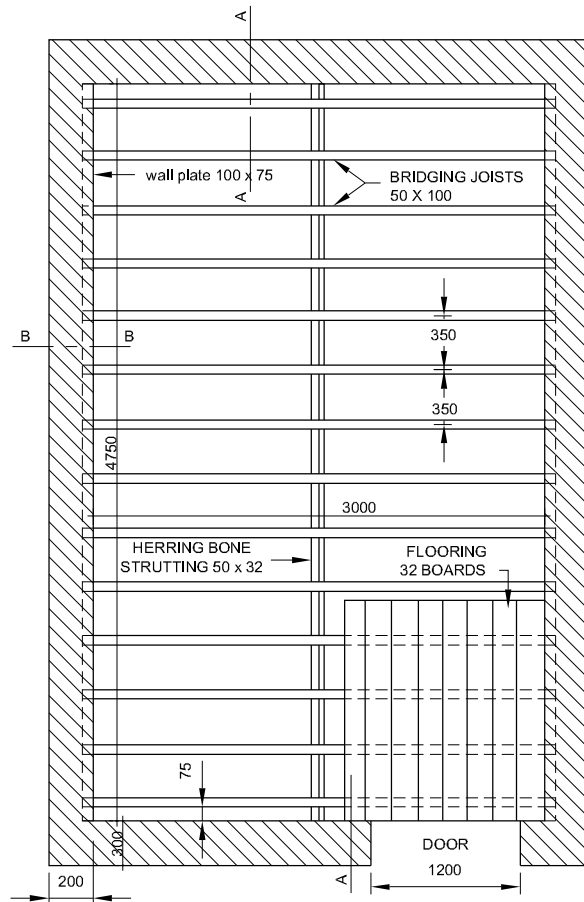 A
wall plate 100 x 75
BRIDGING JOISTS
50 X 100
A
B
B
350
350
4750
3000
HERRING BONE
STRUTTING 50 x 32
FLOORING
32 BOARDS
75
300
DOOR
200
A
1200